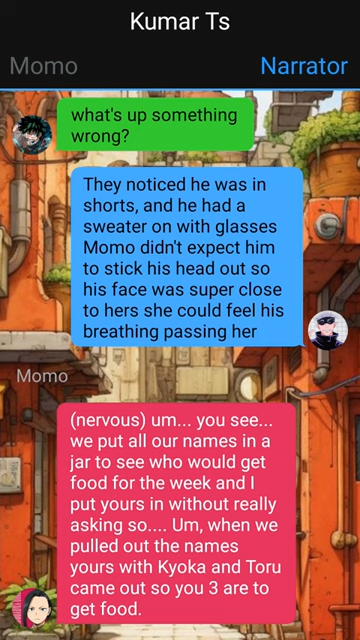 Kumar Ts
Momo
Narrator
what's up something
wrong?
They noticed he was in
shorts, and he had a
sweater on with glasses
Momo didn't expect him
to stick his head out so
his face was super close
to hers she could feel his
breathing passing her
Momo
(nervous) um... you see...
we put all our names in a
jar to see who would get
food for the week and I
put yours in without really
asking so.... Um, when we
pulled out the names
yours with Kyoka and Toru
came out so you 3 are to
get food.